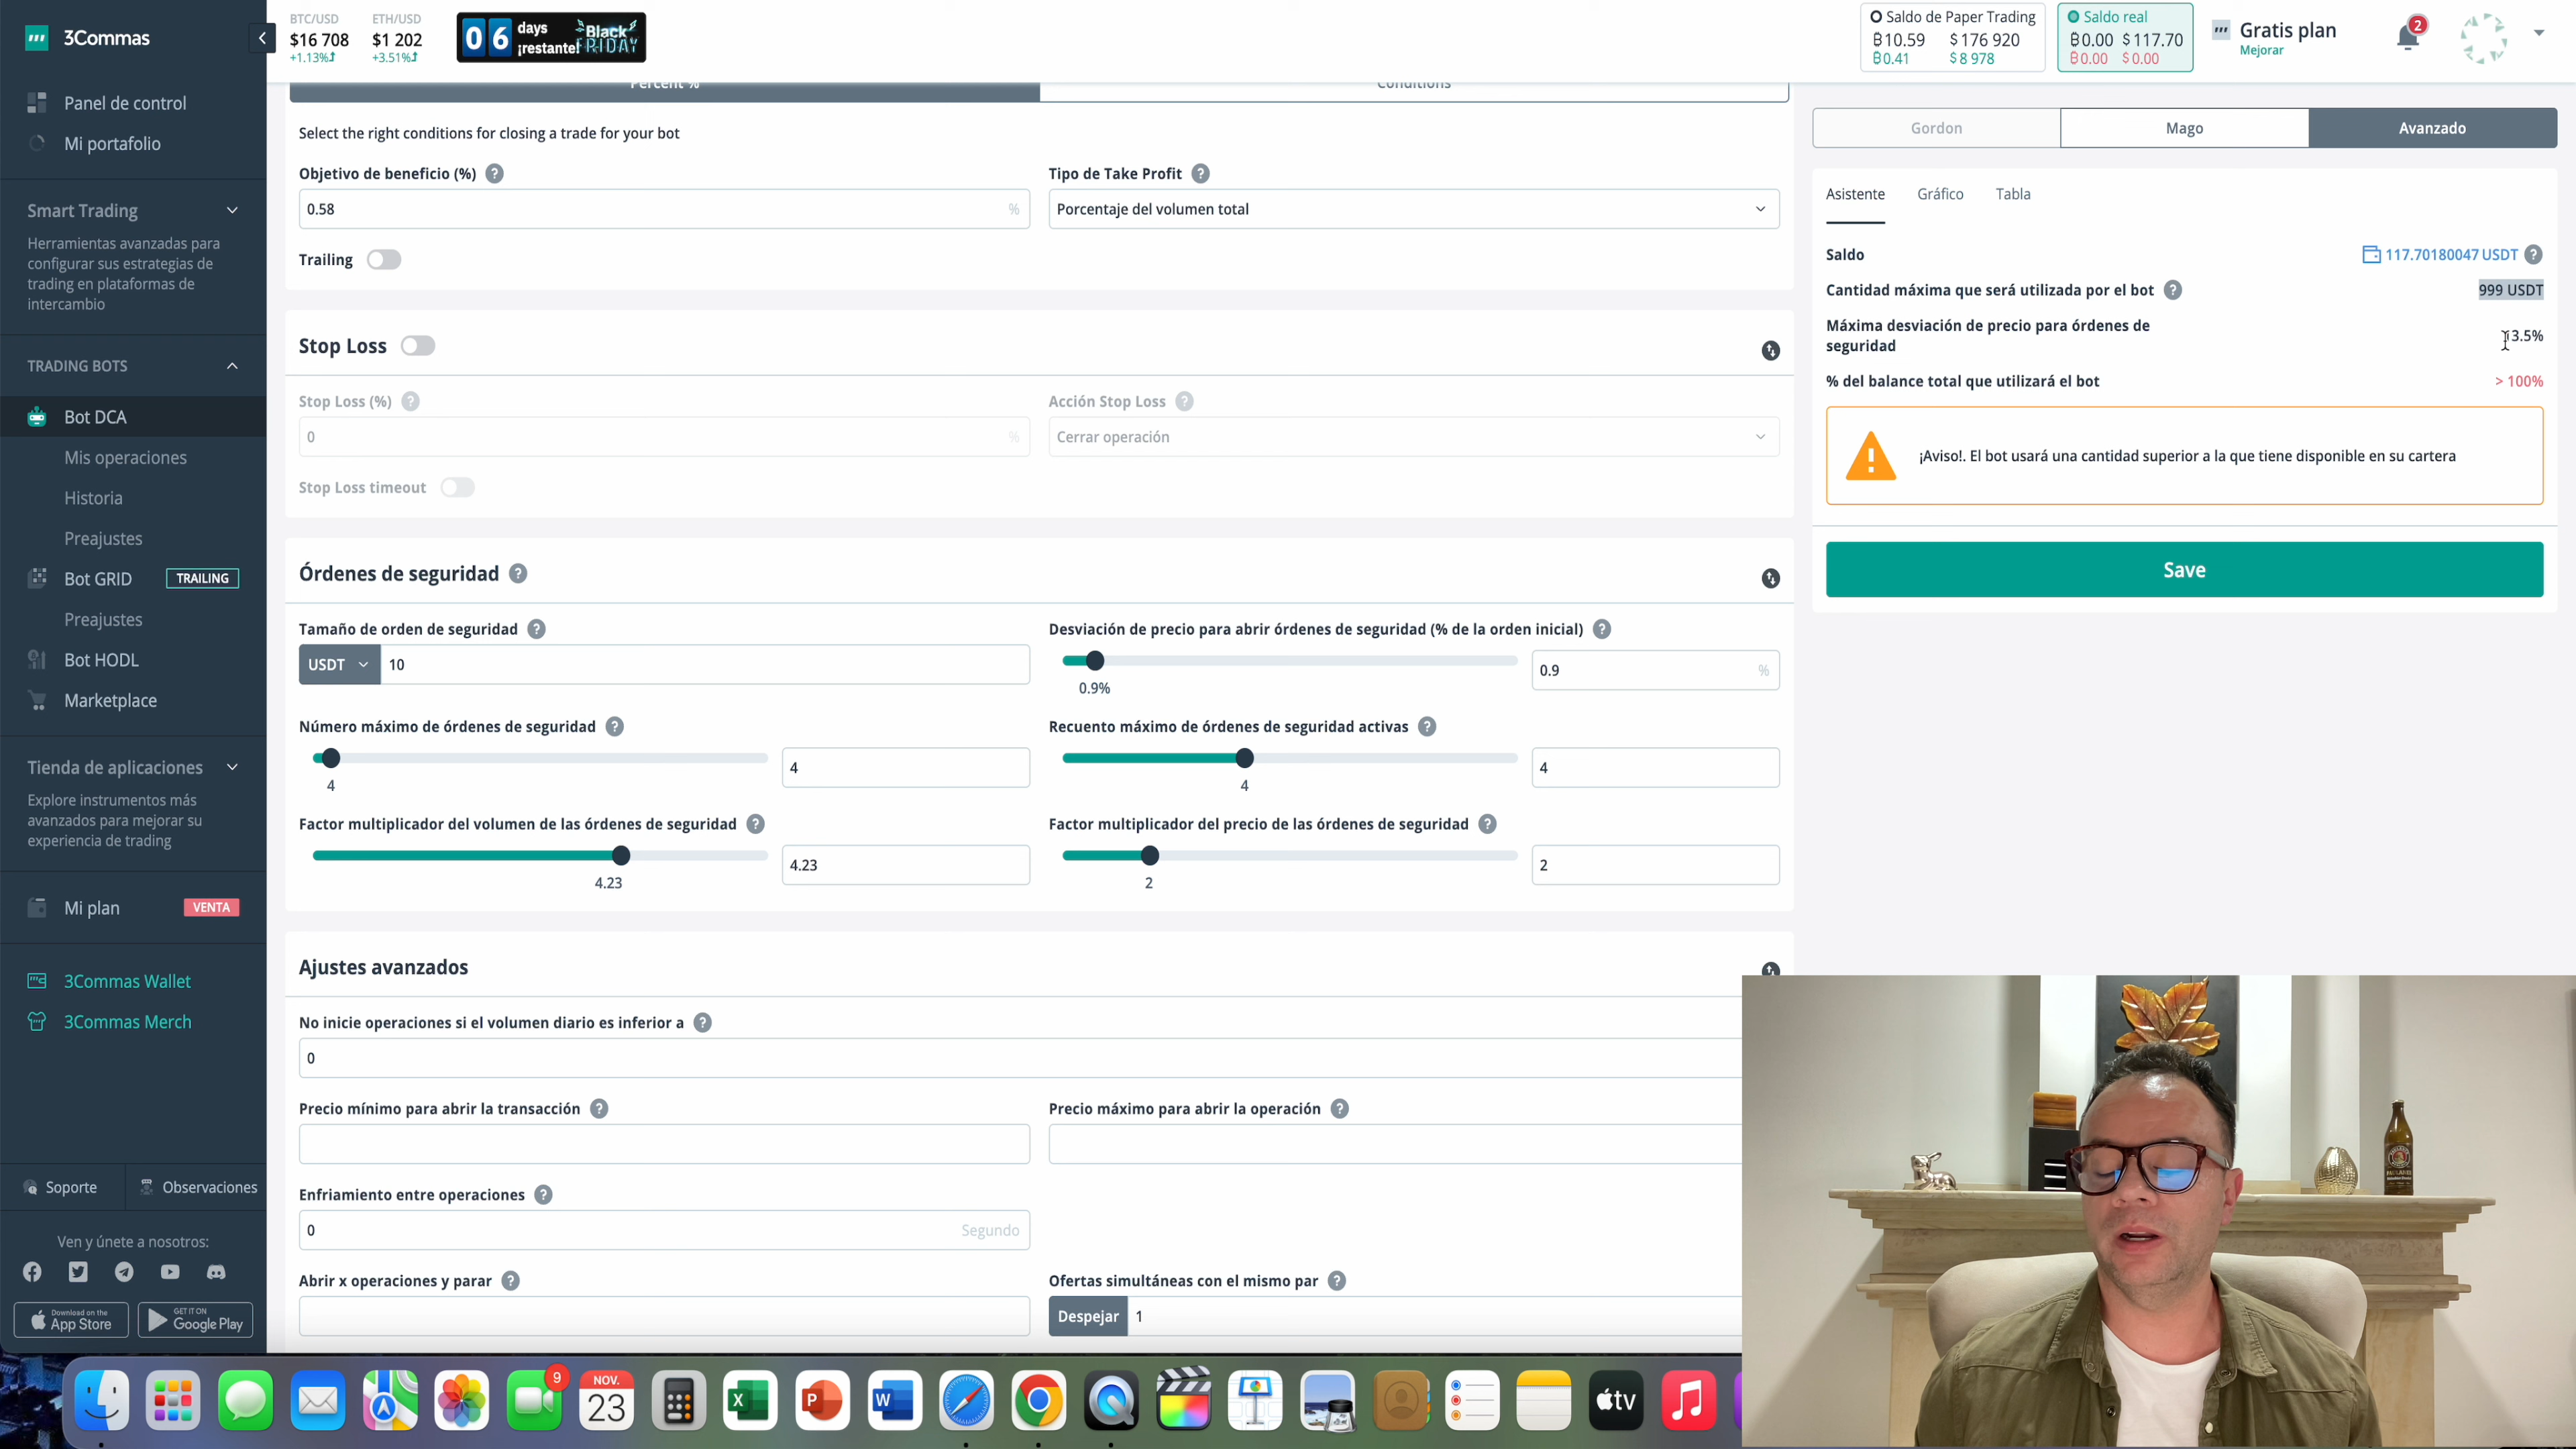 3Commas
BTC/USD
$16 708
+1.13%
ETH/USD
$1 202
+3.51%
06 days
¡restante!
Black
FRIDAY
Saldo de Paper Trading
₿10.59 $176 920
₿0.41 $8 978
Saldo real
₿0.00 $117.70
₿0.00 $0.00
Gratis plan
Mejorar
2
Panel de control
Mi portafolio
Smart Trading
Herramientas avanzadas para
configurar sus estrategias de
trading en plataformas de
intercambio
TRADING BOTS
Bot DCA
Mis operaciones
Historia
Preajustes
Bot GRID TRAILING
Preajustes
Bot HODL
Marketplace
Tienda de aplicaciones
Explore instrumentos más
avanzados para mejorar su
experiencia de trading
Mi plan VENTA
3Commas Wallet
3Commas Merch
Soporte Observaciones
Ven y únete a nosotros:
Download on the
App Store
GET IT ON
Google Play
Percent % Conditions
Select the right conditions for closing a trade for your bot
Objetivo de beneficio (%) ?
0.58 %
Tipo de Take Profit ?
Porcentaje del volumen total
Trailing
Stop Loss
Stop Loss (%) ?
0 %
Acción Stop Loss ?
Cerrar operación
Stop Loss timeout
Órdenes de seguridad ?
Tamaño de orden de seguridad ?
USDT 10
Desviación de precio para abrir órdenes de seguridad (% de la orden inicial) ?
0.9 %
0.9%
Número máximo de órdenes de seguridad ?
4
4
Recuento máximo de órdenes de seguridad activas ?
4
4
Factor multiplicador del volumen de las órdenes de seguridad ?
4.23
4.23
Factor multiplicador del precio de las órdenes de seguridad ?
2
2
Ajustes avanzados
No inicie operaciones si el volumen diario es inferior a ?
0
Precio mínimo para abrir la transacción ?
Precio máximo para abrir la operación ?
Enfriamiento entre operaciones ?
0 Segundo
Abrir x operaciones y parar ?
Ofertas simultáneas con el mismo par ?
Despejar 1
Gordon Mago Avanzado
Asistente Gráfico Tabla
Saldo 117.70180047 USDT ?
Cantidad máxima que será utilizada por el bot ? 999 USDT
Máxima desviación de precio para órdenes de
seguridad
13.5%
% del balance total que utilizará el bot > 100%
¡Aviso!. El bot usará una cantidad superior a la que tiene disponible en su cartera
Save
9
NOV.
23
X
P
W
tv